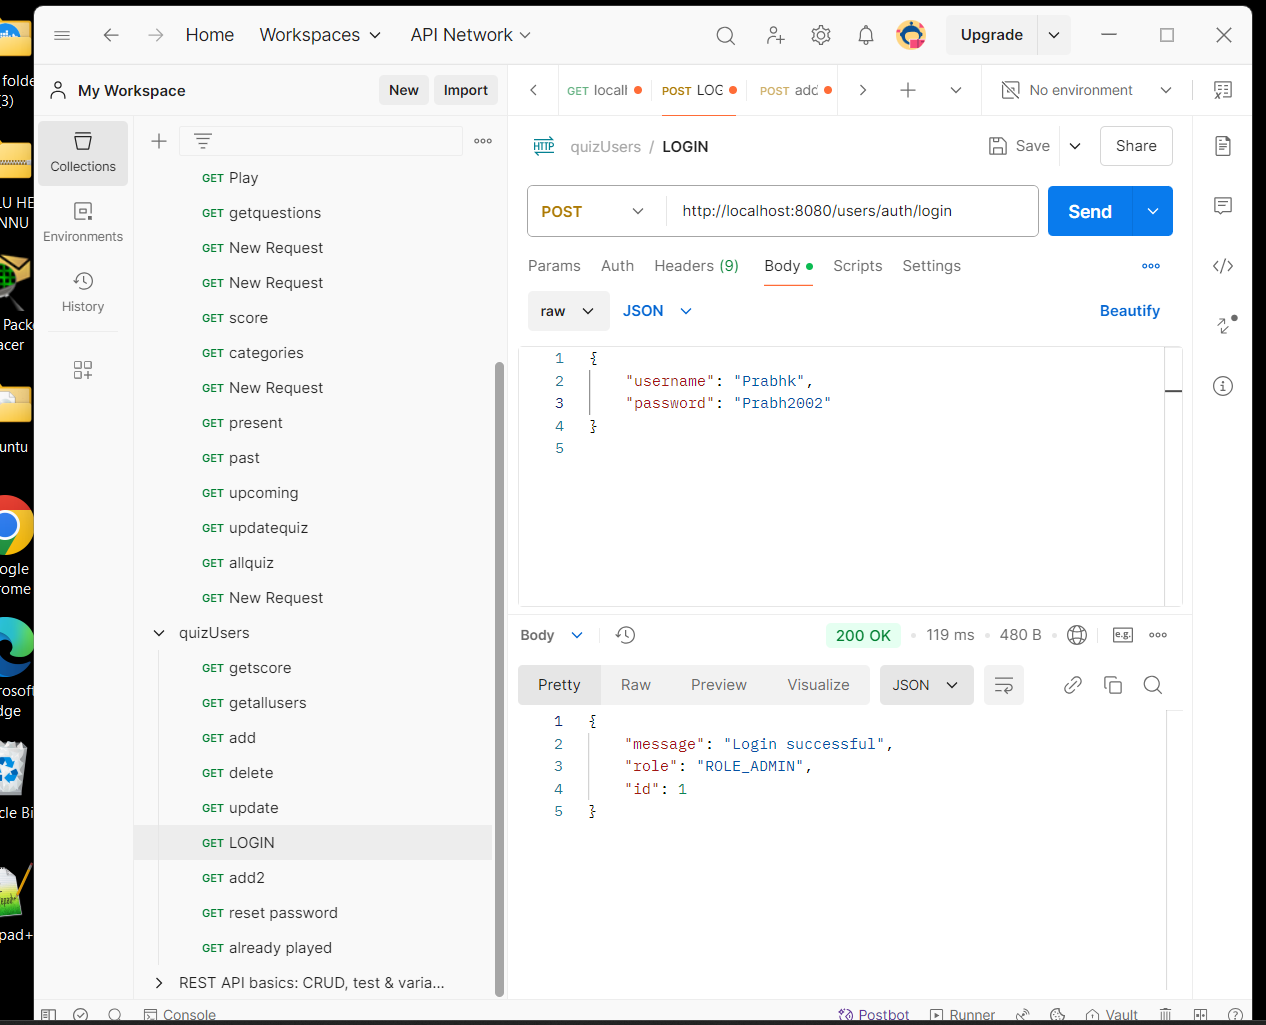 Home
Workspaces
API Network
Upgrade
folde
(3)
My Workspace
New
Import
GET
POST LOG
POST add
No environment
Collections
HTTP
quizUsers / LOGIN
Save
Share
GET Play
LU HE
NNU
GET getquestions
POST
http://localhost:8080/users/auth/login
Send
Environments
GET New Request
Params
Auth
Headers (9)
Body
Scripts
Settings
GET New Request
History
raw
JSON
Beautify
GET score
Pack
acer
GET categories
1 {
2 "username": "Prabhk",
3 "password": "Prabh2002"
4 }
5
GET New Request
GET present
untu
GET past
GET upcoming
GET updatequiz
GET allquiz
ogle
rome
GET New Request
quizUsers
Body
200 OK
119 ms
480 B
e.g.
GET getscore
Pretty
Raw
Preview
Visualize
JSON
rosoft
dge
GET getallusers
1 {
2 "message": "Login successful",
3 "role": "ROLE_ADMIN",
4 "id": 1
5 }
GET add
GET delete
GET update
cle Bi
GET LOGIN
GET add2
GET reset password
pad+
GET already played
REST API basics: CRUD, test & varia...
Console
Postbot
Runner
Vault